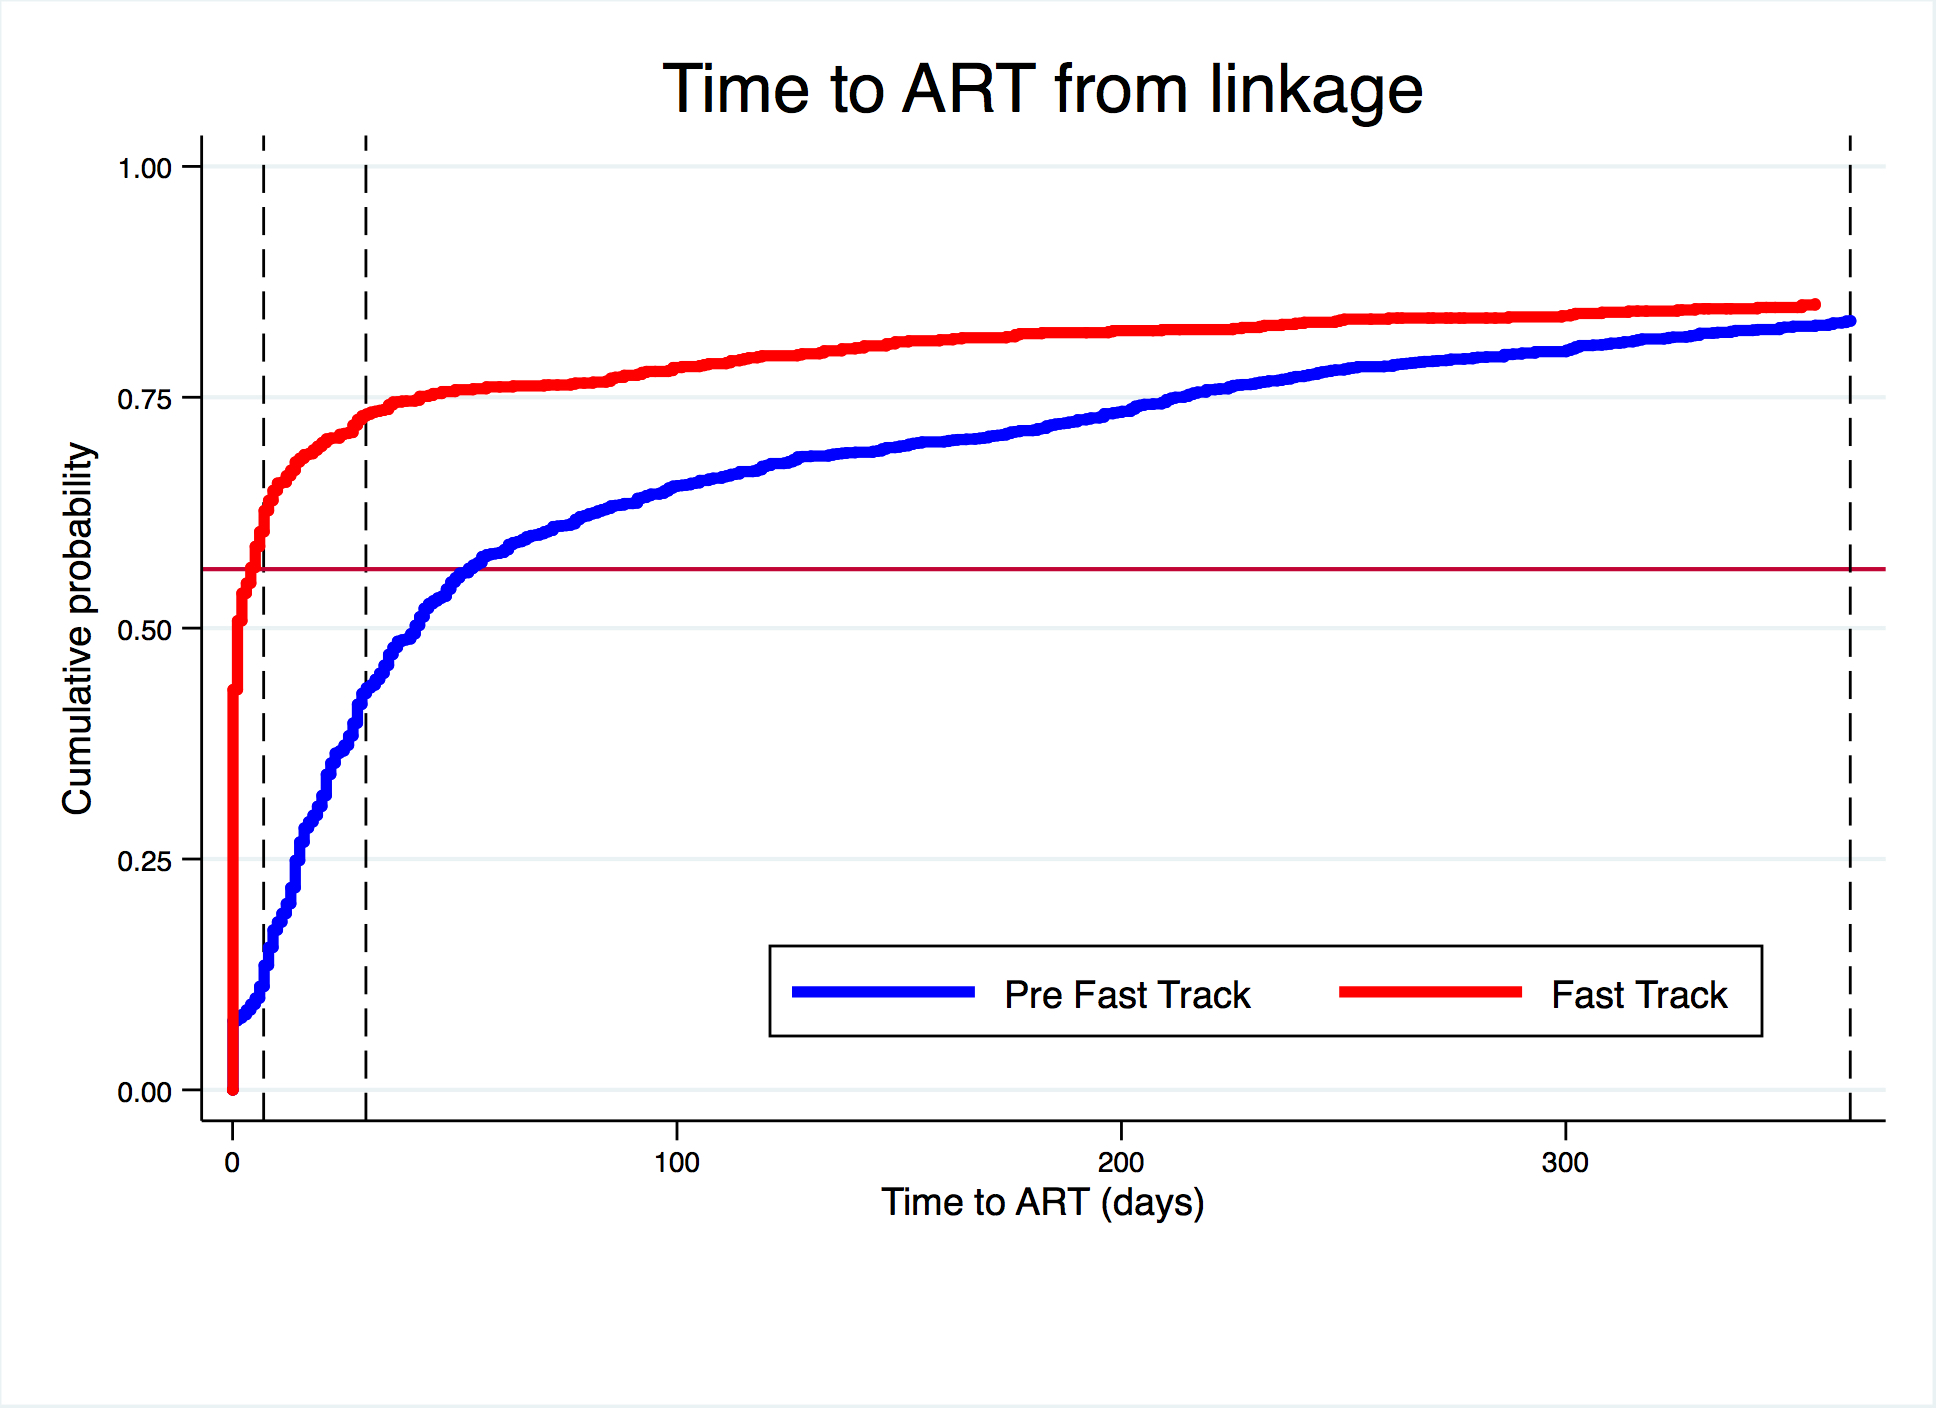 Time to ART from linkage
1.00
0.75
0.50
0.25
0.00
Cumulative probability
Pre Fast Track
Fast Track
0
100
200
300
Time to ART (days)